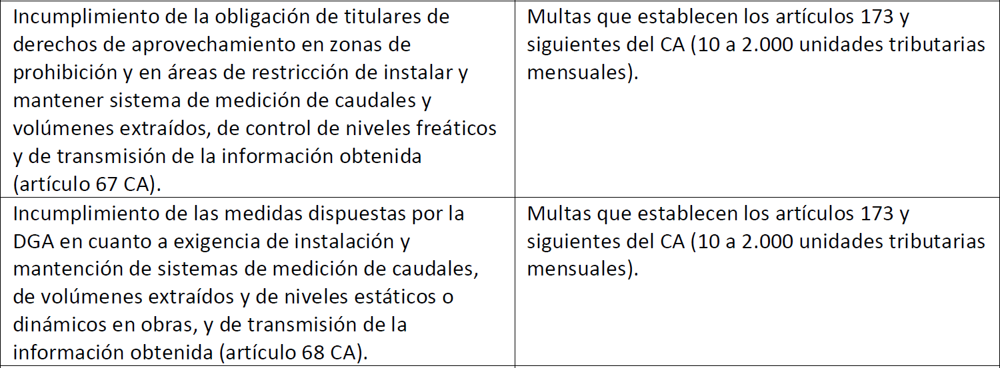 Incumplimiento de la obligación de titulares de
derechos de aprovechamiento en zonas de
prohibición y en áreas de restricción de instalar y
mantener sistema de medición de caudales y
volúmenes extraídos, de control de niveles freáticos
y de transmisión de la información obtenida
(artículo 67 CA).
Multas que establecen los artículos 173 y
siguientes del CA (10 a 2.000 unidades tributarias
mensuales).
Incumplimiento de las medidas dispuestas por la
DGA en cuanto a exigencia de instalación y
mantención de sistemas de medición de caudales,
de volúmenes extraídos y de niveles estáticos o
dinámicos en obras, y de transmisión de la
información obtenida (artículo 68 CA).
Multas que establecen los artículos 173 y
siguientes del CA (10 a 2.000 unidades tributarias
mensuales).